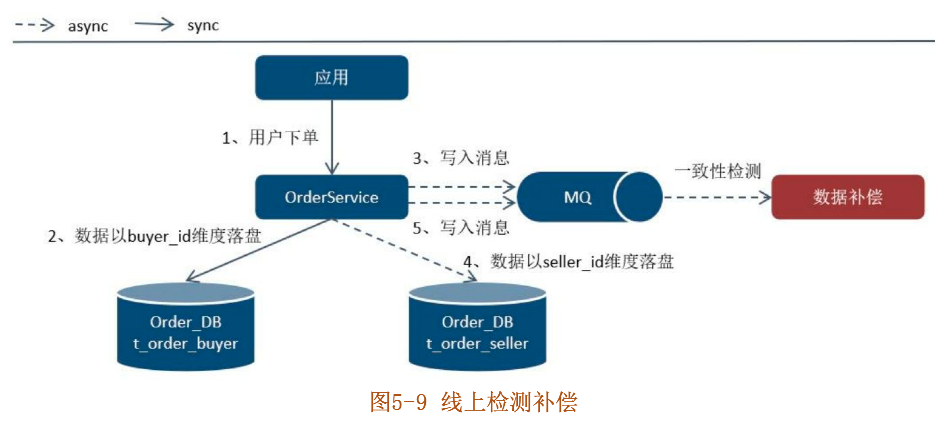 async
sync
应用
1、用户下单
3、写入消息
一致性检测
OrderService
MQ
数据补偿
5、写入消息
2、数据以buyer_id维度落盘
4、数据以seller_id维度落盘
Order_DB
t_order_buyer
Order_DB
t_order_seller
图5-9 线上检测补偿